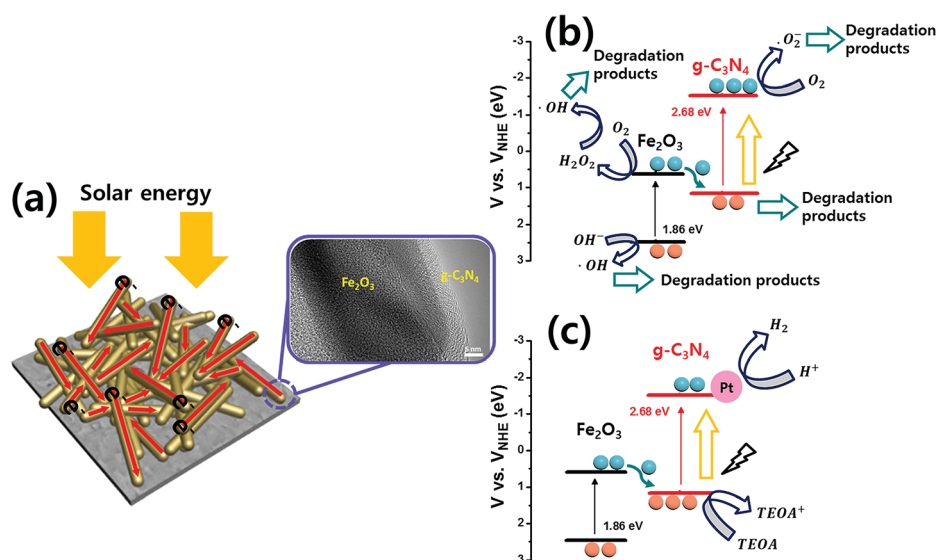 (a)
Solar energy
e-
e-
e-
e-
e-
e-
e-
e-
Fe₂O₃
g-C₃N₄
5 nm
(b)
V vs. V_NHE (eV)
-3
-2
-1
0
1
2
3
Degradation
products
· OH
H₂O₂
O₂
Fe₂O₃
1.86 eV
OH⁻
· OH
Degradation products
g-C₃N₄
2.68 eV
· O₂⁻
O₂
Degradation
products
Degradation
products
(c)
V vs. V_NHE (eV)
-3
-2
-1
0
1
2
3
Fe₂O₃
1.86 eV
g-C₃N₄
2.68 eV
Pt
H₂
H⁺
TEOA⁺
TEOA